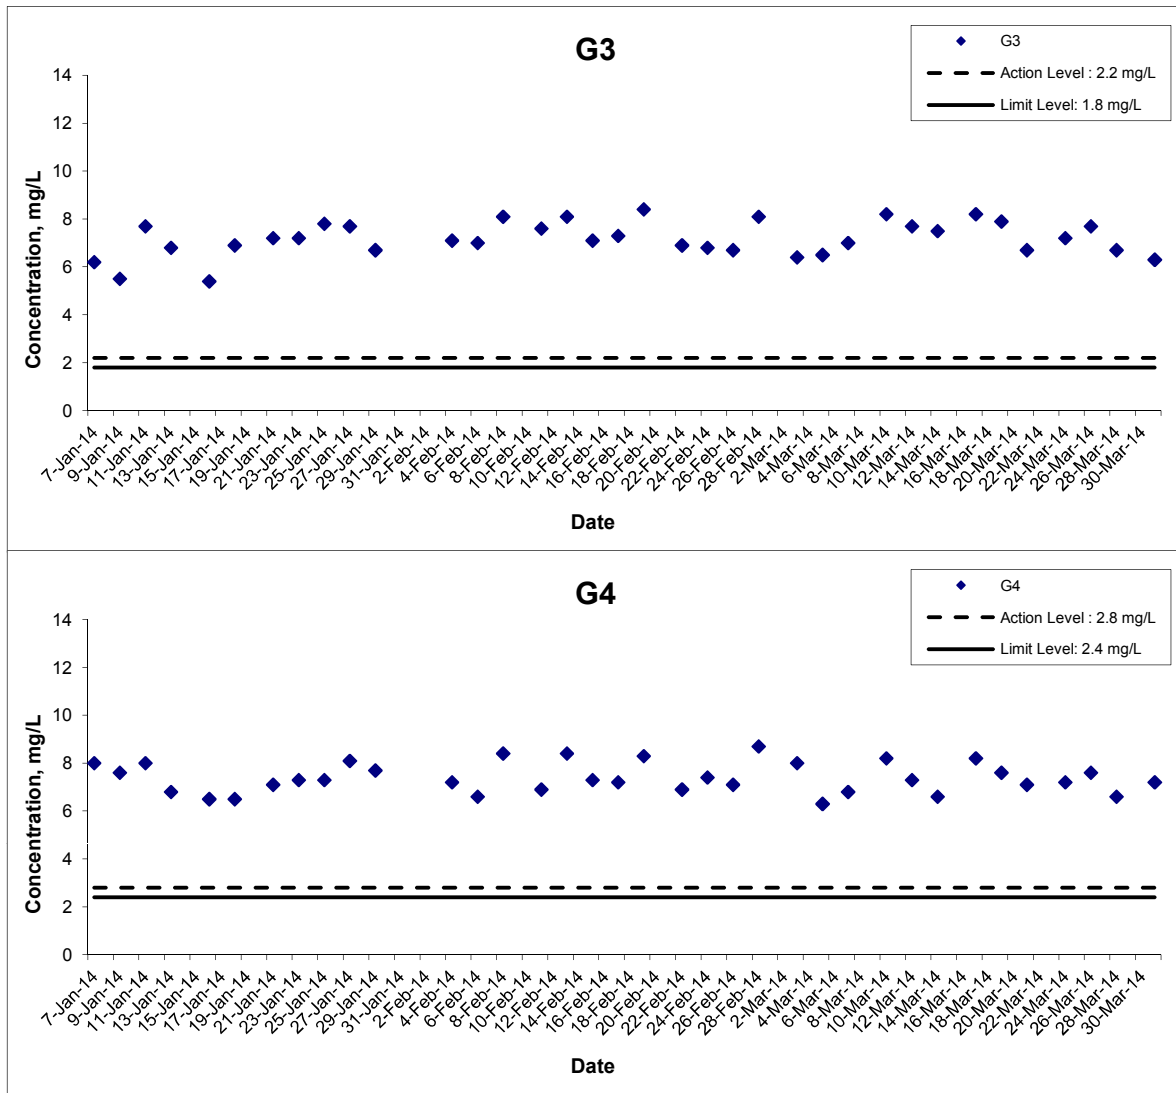 G3
G3
Action Level : 2.2 mg/L
Limit Level: 1.8 mg/L
Concentration, mg/L
14
12
10
8
6
4
2
0
7-Jan-14
9-Jan-14
11-Jan-14
13-Jan-14
15-Jan-14
17-Jan-14
19-Jan-14
21-Jan-14
23-Jan-14
25-Jan-14
27-Jan-14
29-Jan-14
31-Jan-14
2-Feb-14
4-Feb-14
6-Feb-14
8-Feb-14
10-Feb-14
12-Feb-14
14-Feb-14
16-Feb-14
18-Feb-14
20-Feb-14
22-Feb-14
24-Feb-14
26-Feb-14
28-Feb-14
2-Mar-14
4-Mar-14
6-Mar-14
8-Mar-14
10-Mar-14
12-Mar-14
14-Mar-14
16-Mar-14
18-Mar-14
20-Mar-14
22-Mar-14
24-Mar-14
26-Mar-14
28-Mar-14
30-Mar-14
Date
G4
G4
Action Level : 2.8 mg/L
Limit Level: 2.4 mg/L
Concentration, mg/L
14
12
10
8
6
4
2
0
7-Jan-14
9-Jan-14
11-Jan-14
13-Jan-14
15-Jan-14
17-Jan-14
19-Jan-14
21-Jan-14
23-Jan-14
25-Jan-14
27-Jan-14
29-Jan-14
31-Jan-14
2-Feb-14
4-Feb-14
6-Feb-14
8-Feb-14
10-Feb-14
12-Feb-14
14-Feb-14
16-Feb-14
18-Feb-14
20-Feb-14
22-Feb-14
24-Feb-14
26-Feb-14
28-Feb-14
2-Mar-14
4-Mar-14
6-Mar-14
8-Mar-14
10-Mar-14
12-Mar-14
14-Mar-14
16-Mar-14
18-Mar-14
20-Mar-14
22-Mar-14
24-Mar-14
26-Mar-14
28-Mar-14
30-Mar-14
Date